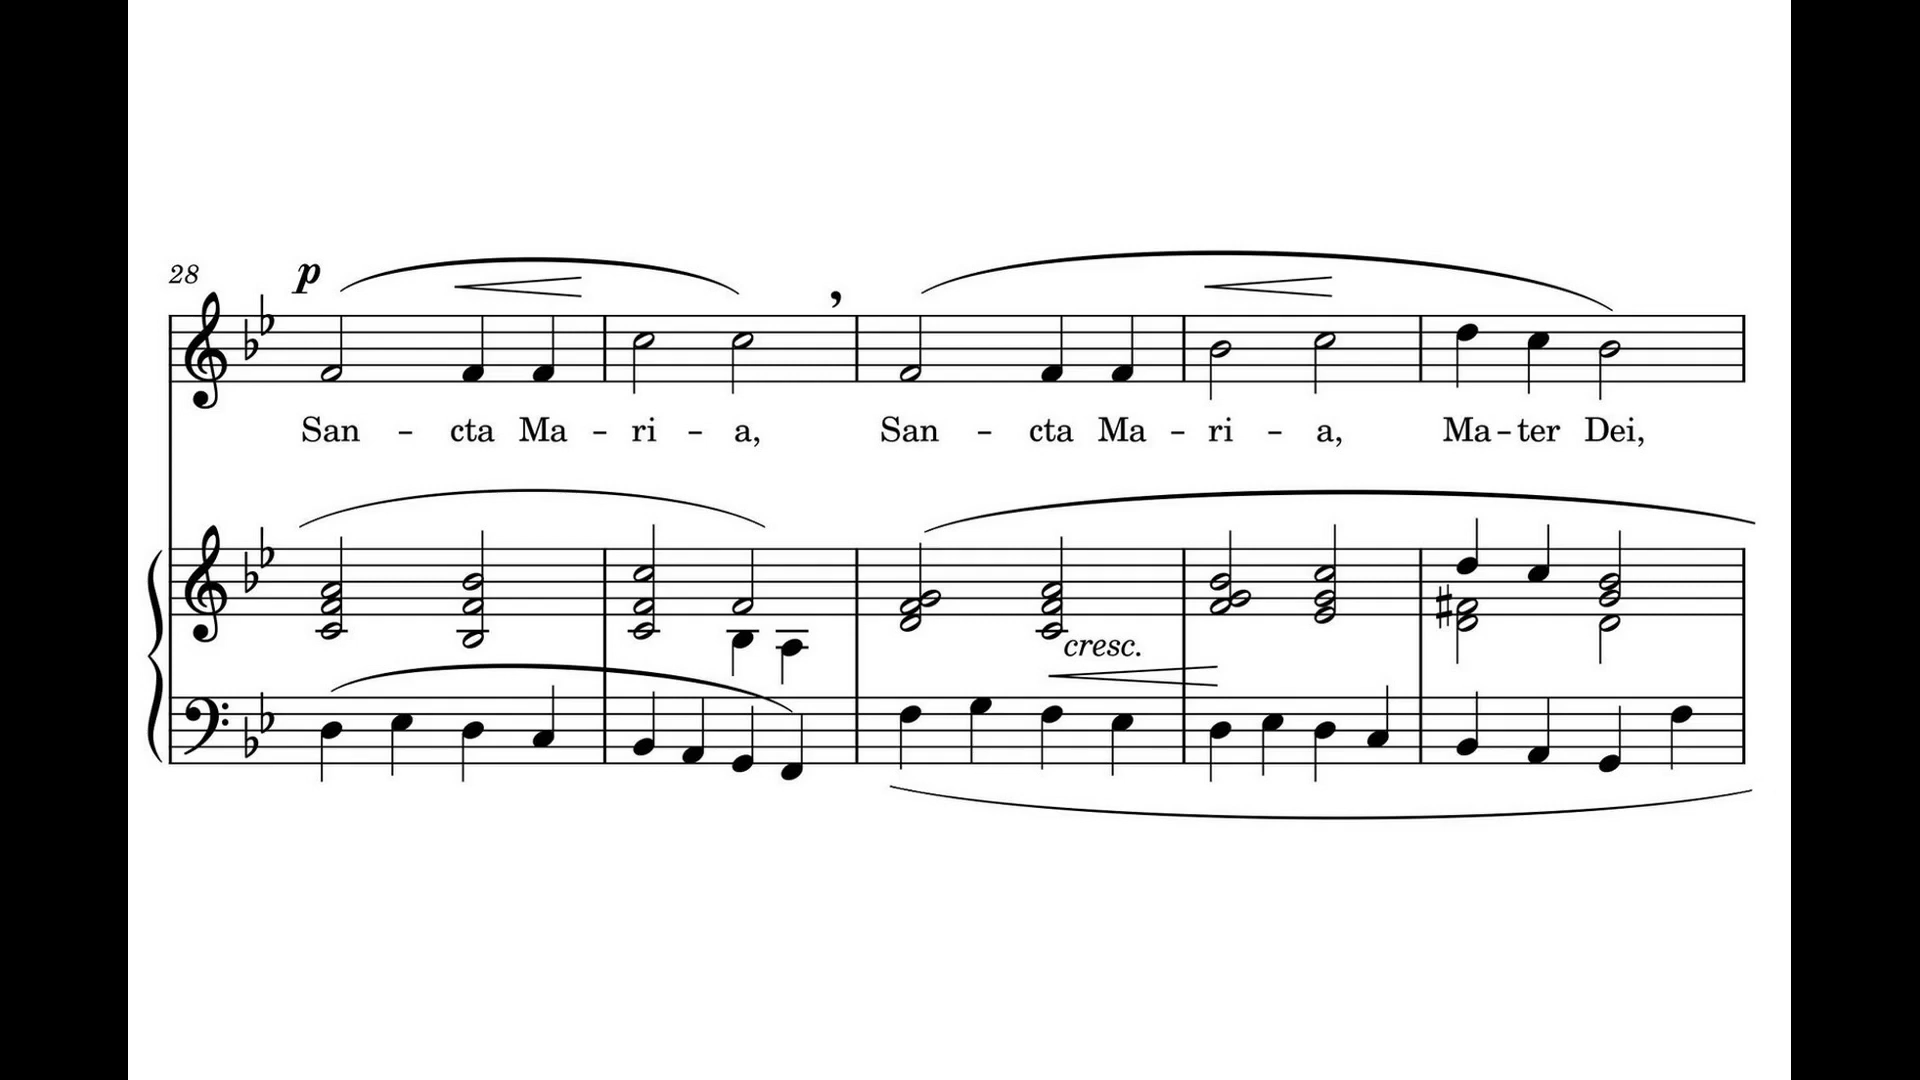 28
p
San - cta Ma - ri - a, San - cta Ma - ri - a, Ma - ter Dei,
cresc.